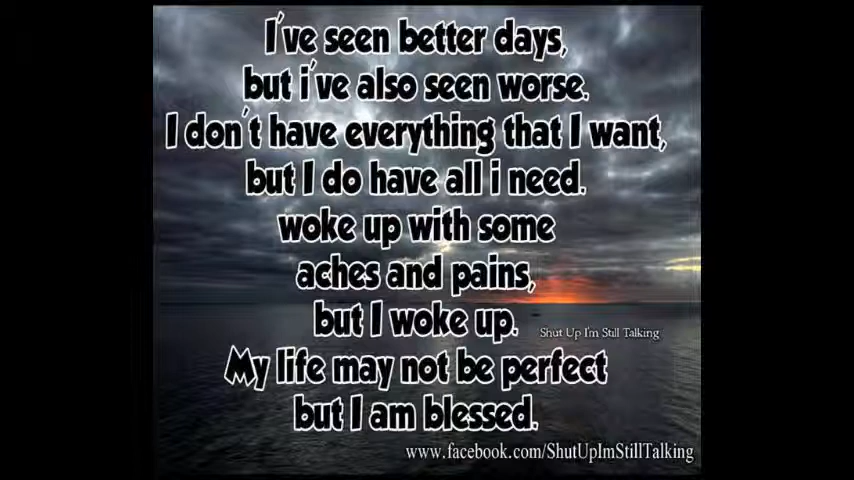 I've seen better days,
but i've also seen worse.
I don't have everything that I want,
but I do have all i need.
woke up with some
aches and pains,
but I woke up.
Shut Up I'm Still Talking
My life may not be perfect
but I am blessed.
www.facebook.com/ShutUpImStillTalking